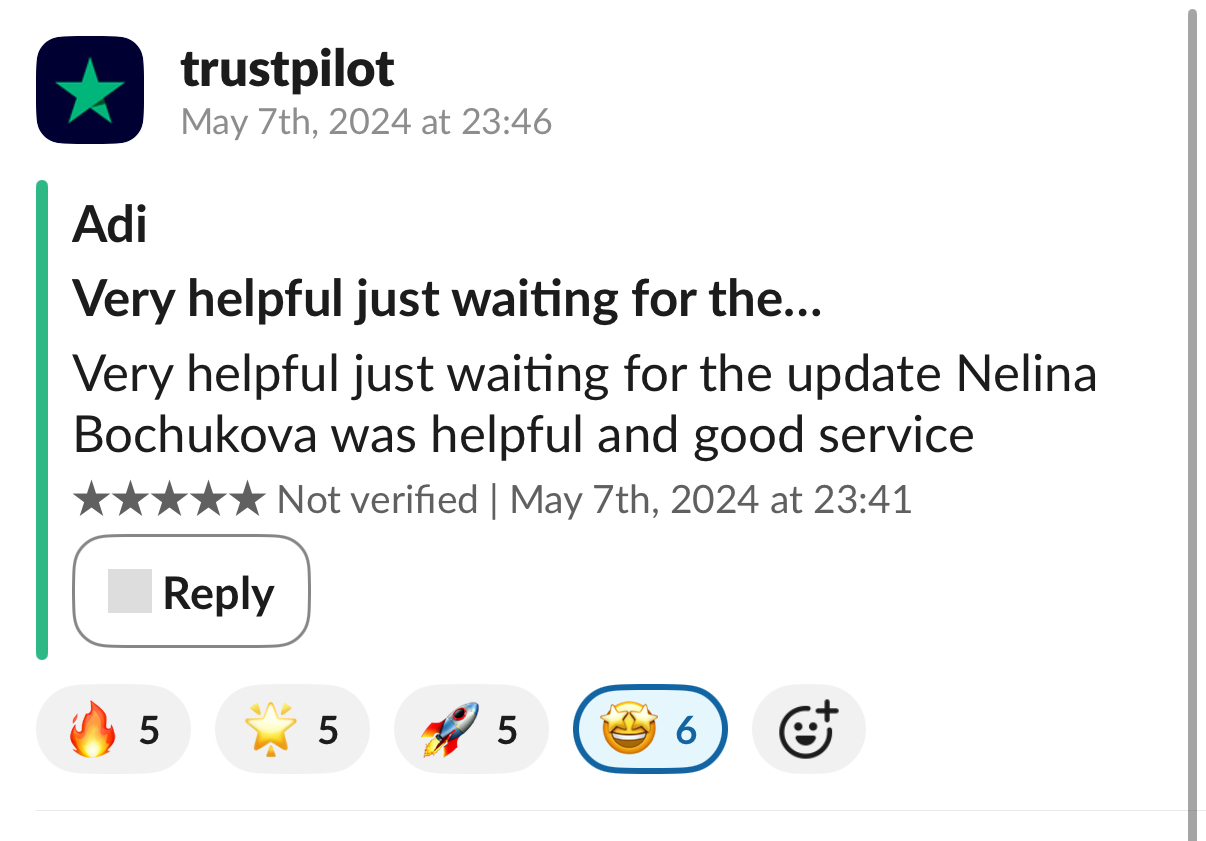 trustpilot
May 7th, 2024 at 23:46
Adi
Very helpful just waiting for the...
Very helpful just waiting for the update Nelina
Bochukova was helpful and good service
★★★★★ Not verified | May 7th, 2024 at 23:41
Reply
5 5 5 6